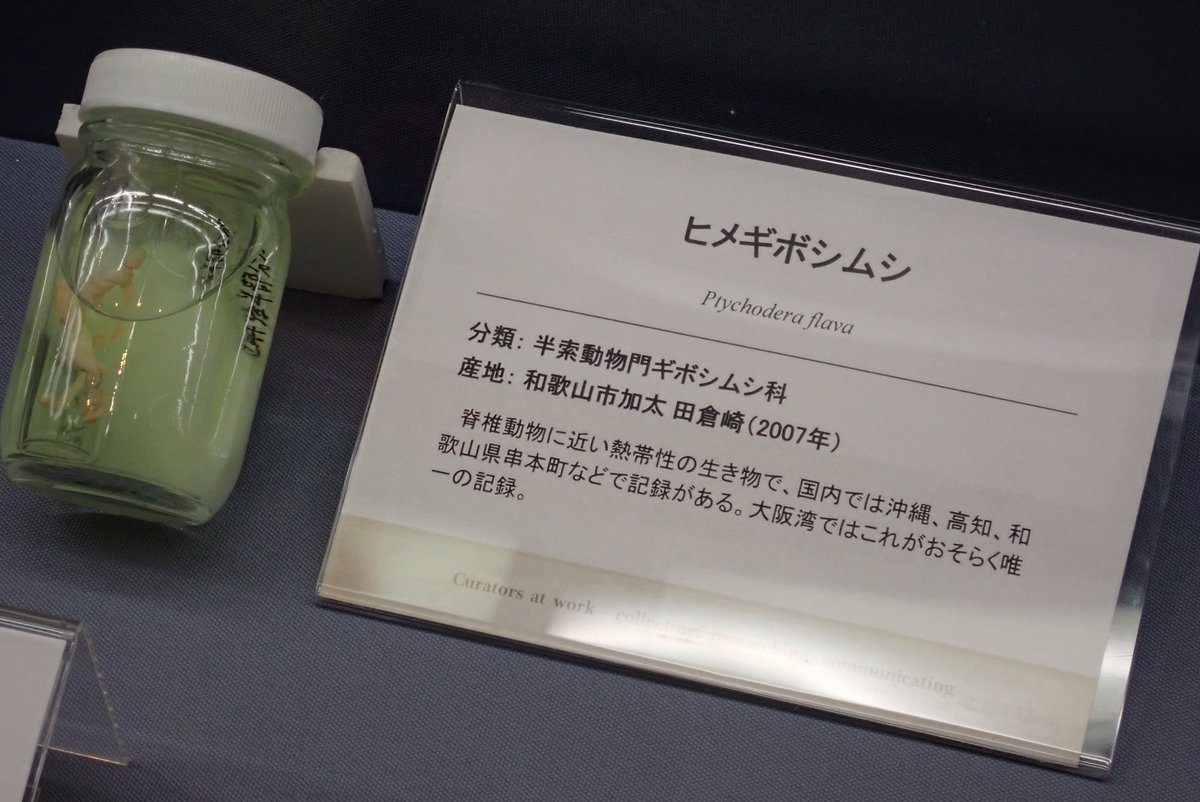 ヒメギボシムシ
Ptychodera flava
分類：半索動物門ギボシムシ科
産地：和歌山市加太 田倉崎（2007年）
脊椎動物に近い熱帯性の生き物で、国内では沖縄、高知、和
歌山県串本町などで記録がある。大阪湾ではこれがおそらく唯
一の記録。
Curators at work – collecting, researching, communicating